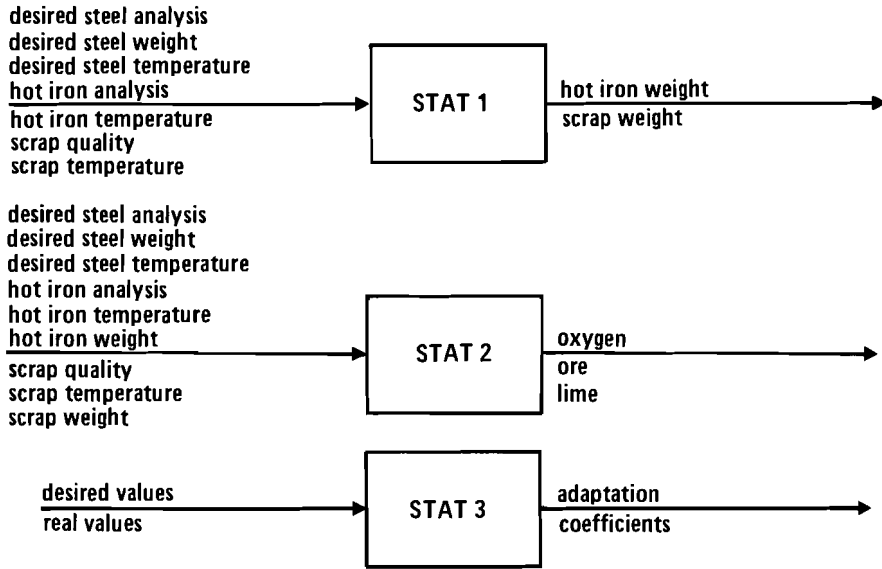 desired steel analysis
desired steel weight
desired steel temperature
hot iron analysis
hot iron temperature
scrap quality
scrap temperature
STAT 1
hot iron weight
scrap weight
desired steel analysis
desired steel weight
desired steel temperature
hot iron analysis
hot iron temperature
hot iron weight
scrap quality
scrap temperature
scrap weight
STAT 2
oxygen
ore
lime
desired values
real values
STAT 3
adaptation
coefficients